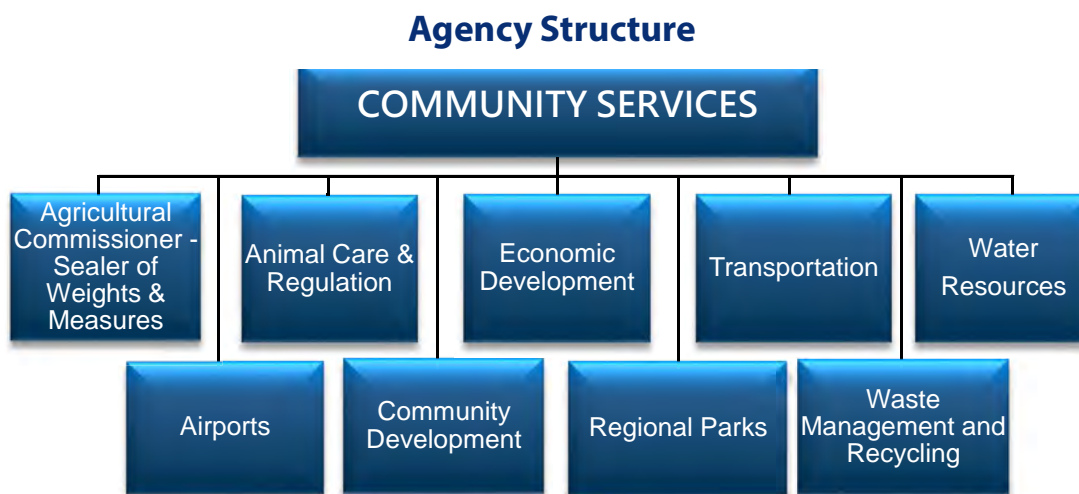 Agency Structure
COMMUNITY SERVICES
Agricultural
Commissioner -
Sealer of
Weights &
Measures
Animal Care &
Regulation
Economic
Development
Transportation
Water
Resources
Airports
Community
Development
Regional Parks
Waste
Management and
Recycling